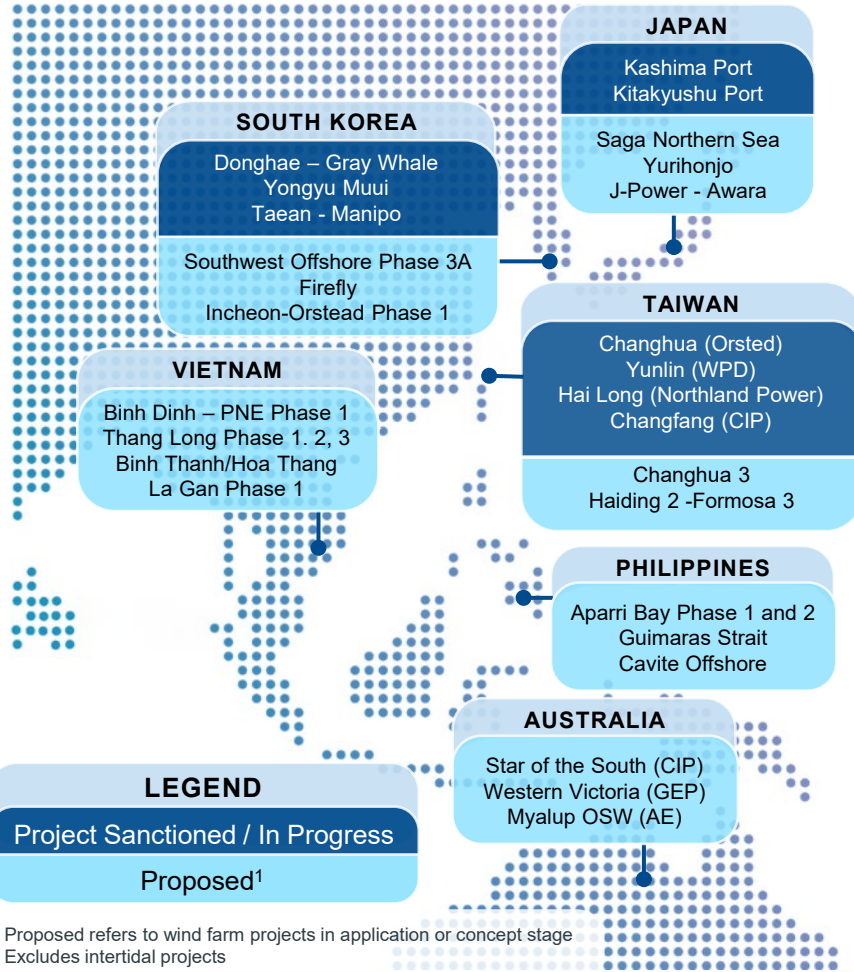 JAPAN
Kashima Port
Kitakyushu Port
Saga Northern Sea
Yurihonjo
J-Power - Awara
SOUTH KOREA
Donghae – Gray Whale
Yongyu Muui
Taean - Manipo
Southwest Offshore Phase 3A
Firefly
Incheon-Orstead Phase 1
TAIWAN
Changhua (Orsted)
Yunlin (WPD)
Hai Long (Northland Power)
Changfang (CIP)
Changhua 3
Haiding 2 -Formosa 3
VIETNAM
Binh Dinh – PNE Phase 1
Thang Long Phase 1. 2, 3
Binh Thanh/Hoa Thang
La Gan Phase 1
PHILIPPINES
Aparri Bay Phase 1 and 2
Guimaras Strait
Cavite Offshore
AUSTRALIA
Star of the South (CIP)
Western Victoria (GEP)
Myalup OSW (AE)
LEGEND
Project Sanctioned / In Progress
Proposed¹
Proposed refers to wind farm projects in application or concept stage
Excludes intertidal projects